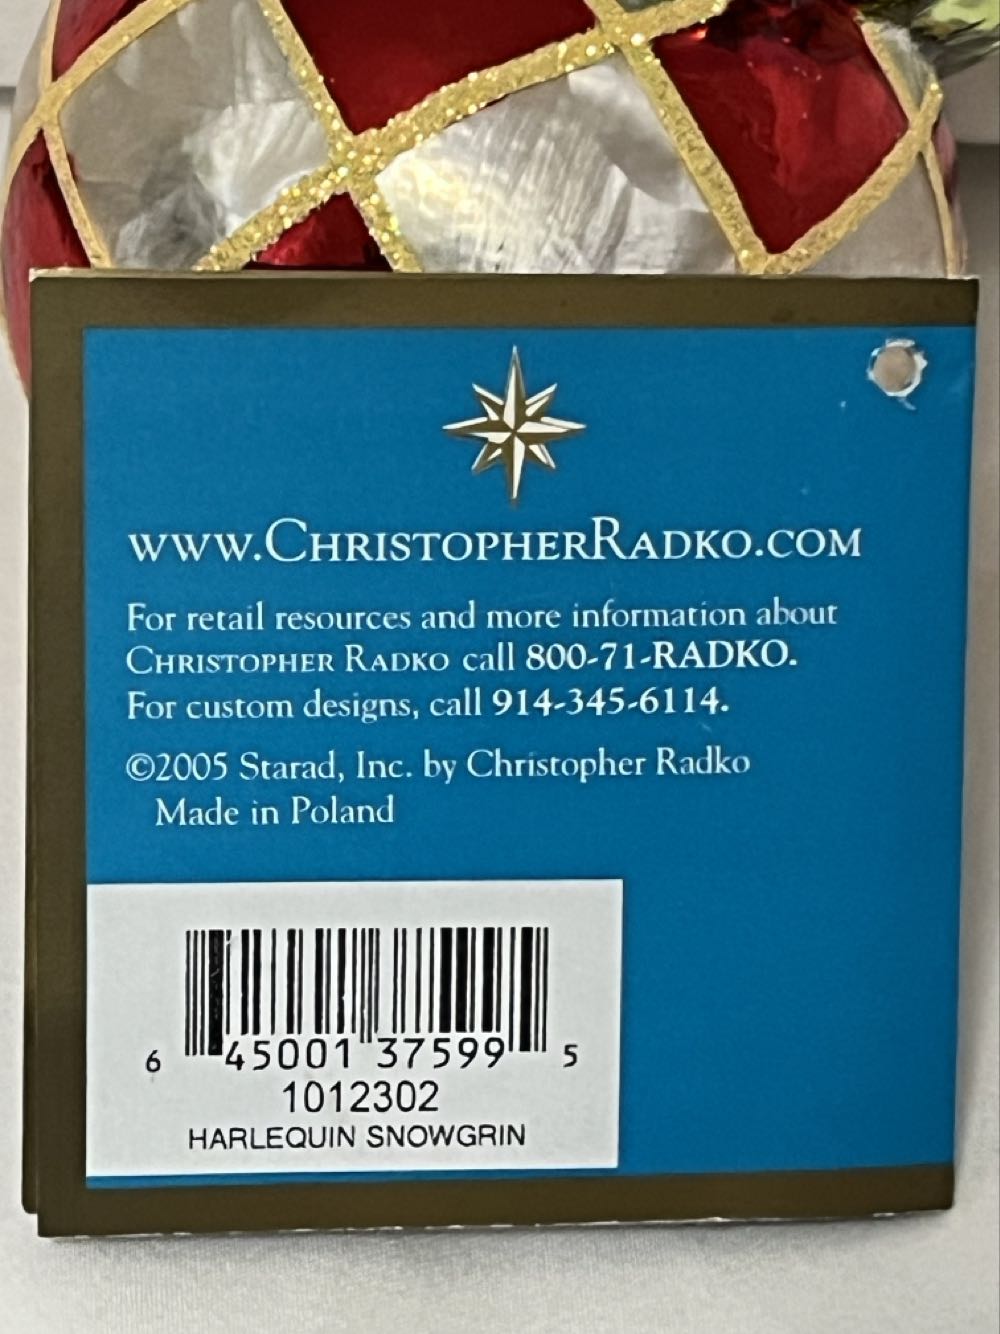 www.ChristopherRadko.com
For retail resources and more information about
Christopher Radko call 800-71-RADKO.
For custom designs, call 914-345-6114.
©2005 Starad, Inc. by Christopher Radko
Made in Poland
6 45001 37599 5
1012302
HARLEQUIN SNOWGRIN